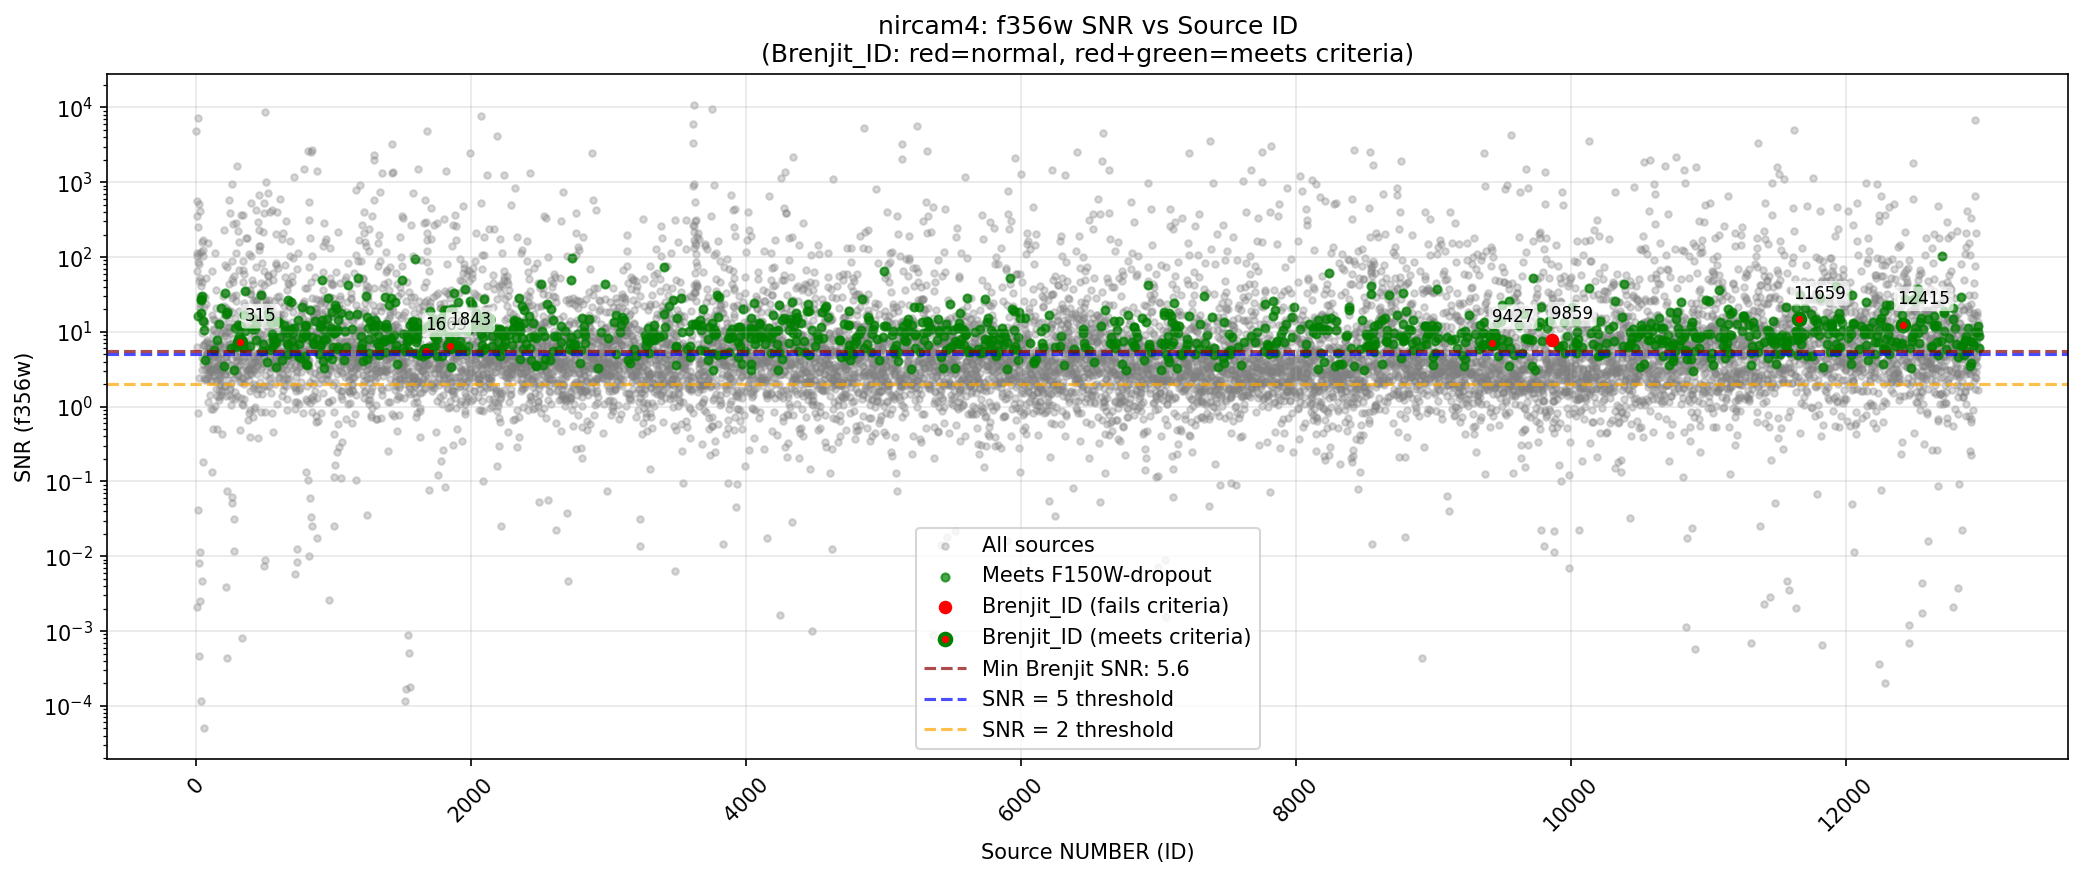 nircam4: f356w SNR vs Source ID
(Brenjit_ID: red=normal, red+green=meets criteria)
SNR (f356w)
10^4
10^3
10^2
10^1
10^0
10^-1
10^-2
10^-3
10^-4
315
1843
9427
9859
11659
12415
All sources
Meets F150W-dropout
Brenjit_ID (fails criteria)
Brenjit_ID (meets criteria)
Min Brenjit SNR: 5.6
SNR = 5 threshold
SNR = 2 threshold
0
2000
4000
6000
8000
10000
12000
Source NUMBER (ID)